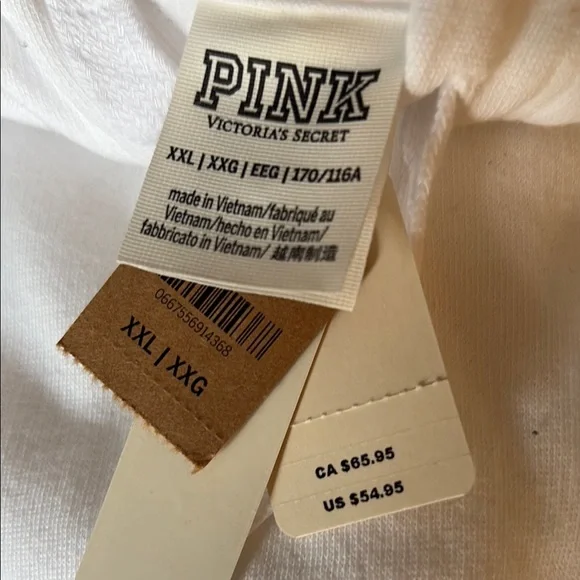 PINK
VICTORIA'S SECRET
XXL | XXG | EEG | 170/116A
made in Vietnam/fabriqué au
Vietnam/hecho en Vietnam/
fabbricato in Vietnam/ 越南制造
0667556914368
XXL | XXG
CA $65.95
US $54.95